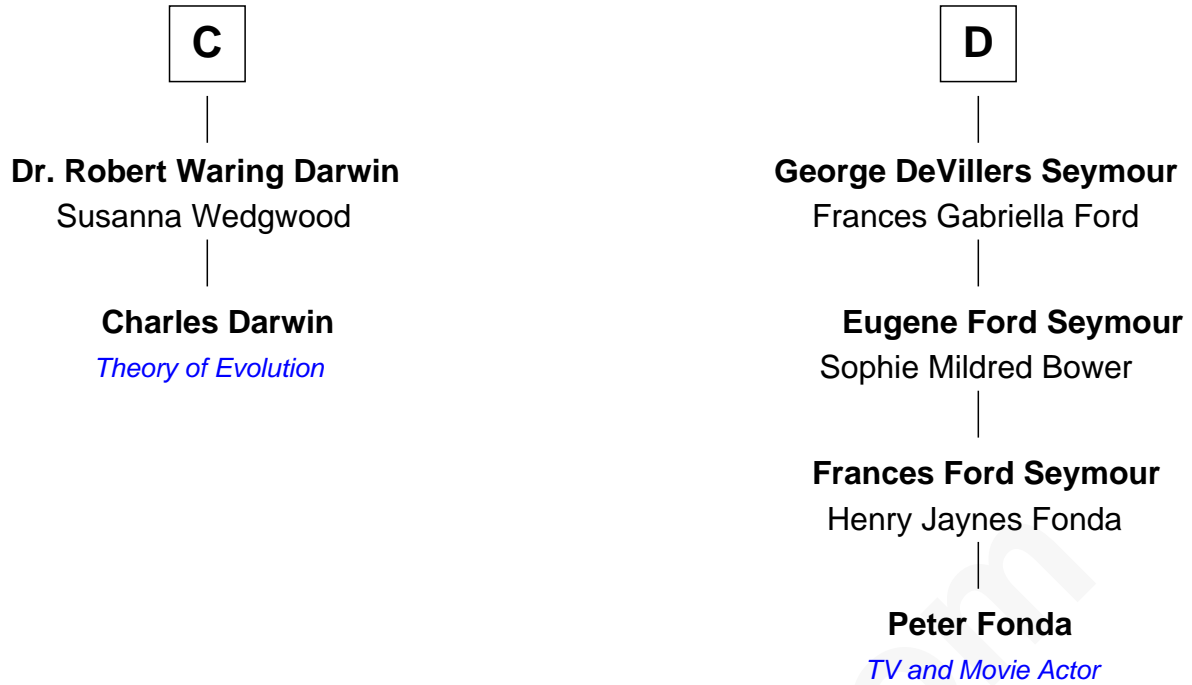 C
Dr. Robert Waring Darwin
Susanna Wedgwood
Charles Darwin
Theory of Evolution
D
George DeVillers Seymour
Frances Gabriella Ford
Eugene Ford Seymour
Sophie Mildred Bower
Frances Ford Seymour
Henry Jaynes Fonda
Peter Fonda
TV and Movie Actor